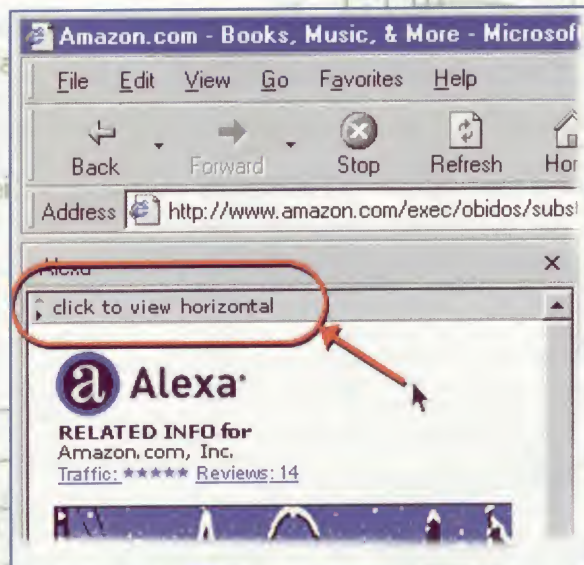 Amazon.com - Books, Music, & More - Microsof
File Edit View Go Favorites Help
Back Forward Stop Refresh Hor
Address http://www.amazon.com/exec/obidos/subst
Alexa ×
click to view horizontal
a Alexa
RELATED INFO for
Amazon.com, Inc.
Traffic: ★★★★★ Reviews: 14